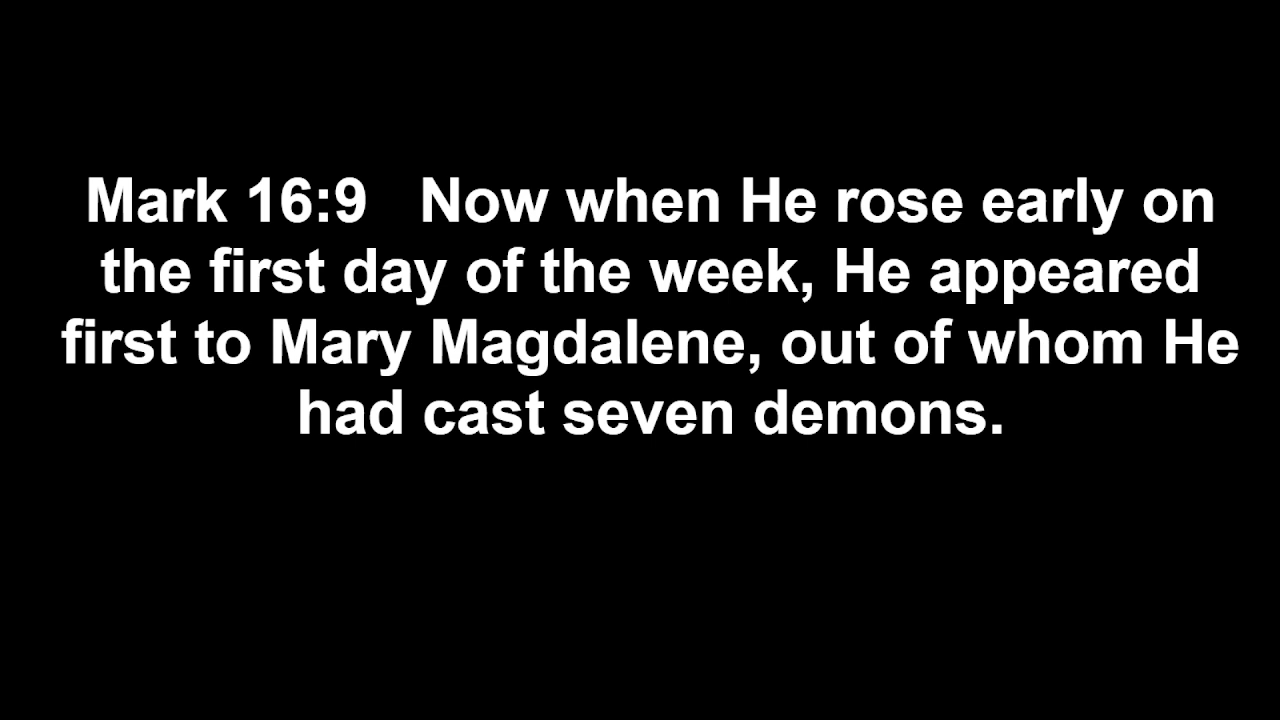 Mark 16:9   Now when He rose early on
the first day of the week, He appeared
first to Mary Magdalene, out of whom He
had cast seven demons.